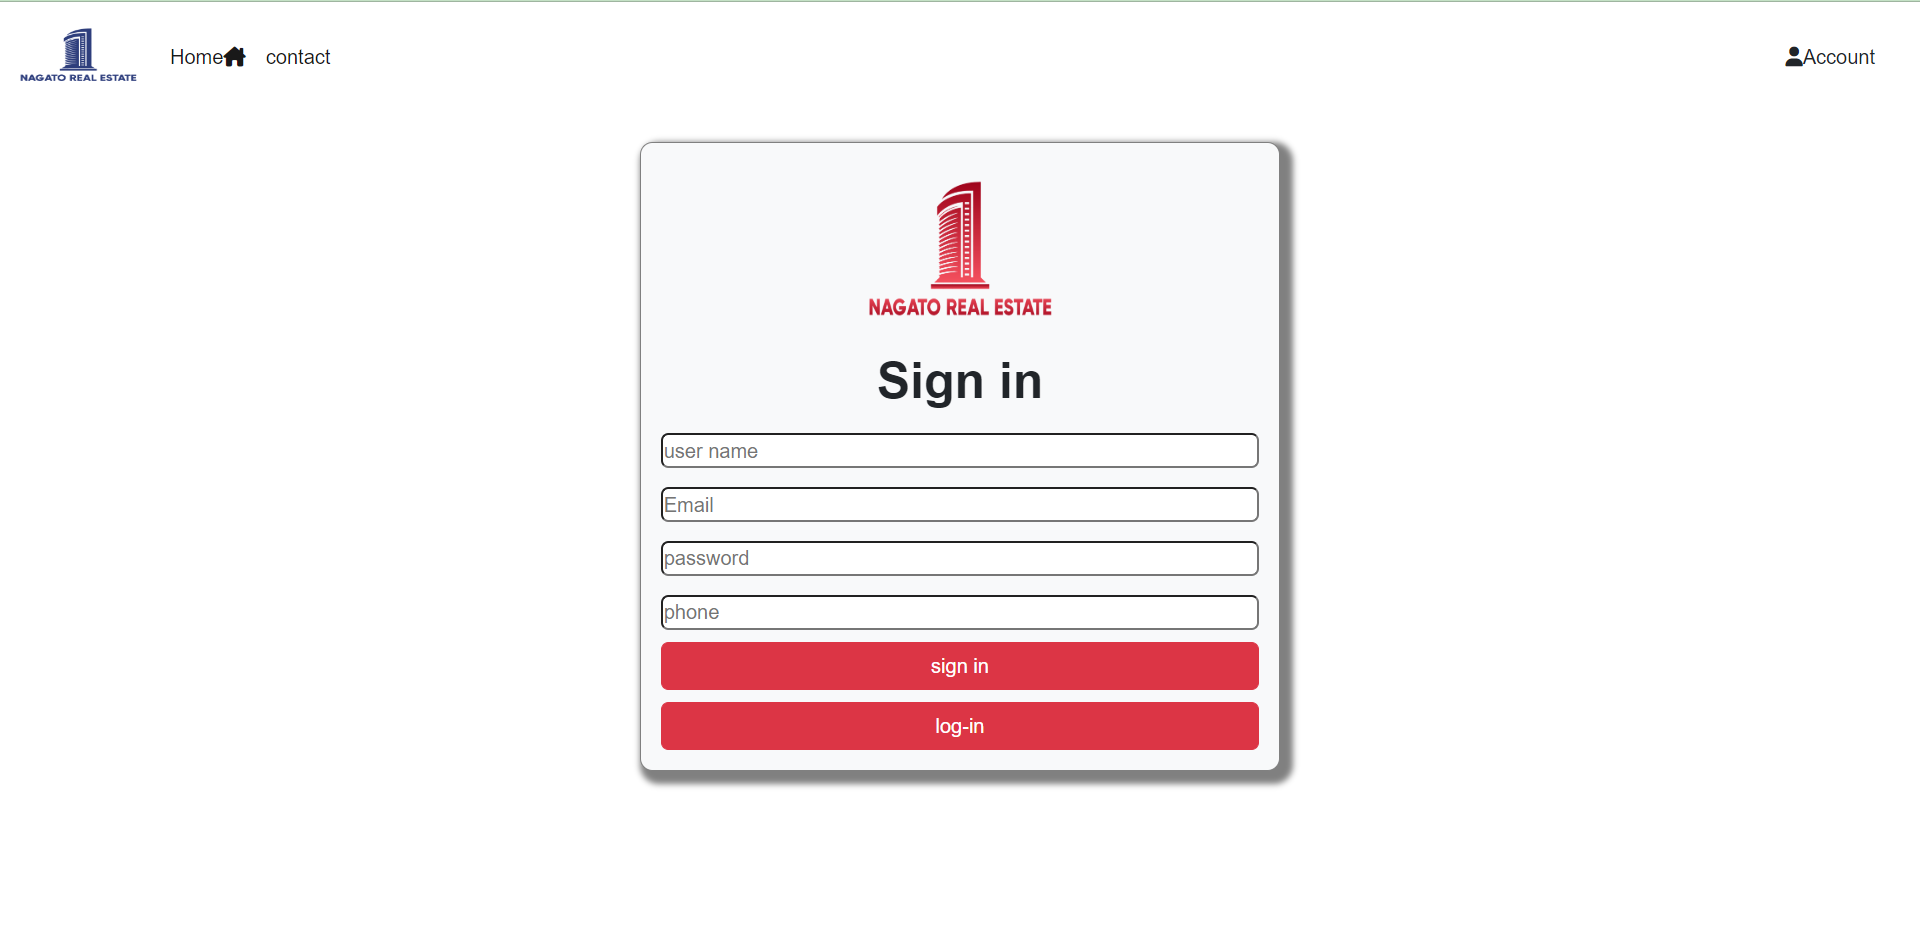 NAGATO REAL ESTATE
Home contact
Account
NAGATO REAL ESTATE
Sign in
user name
Email
password
phone
sign in
log-in